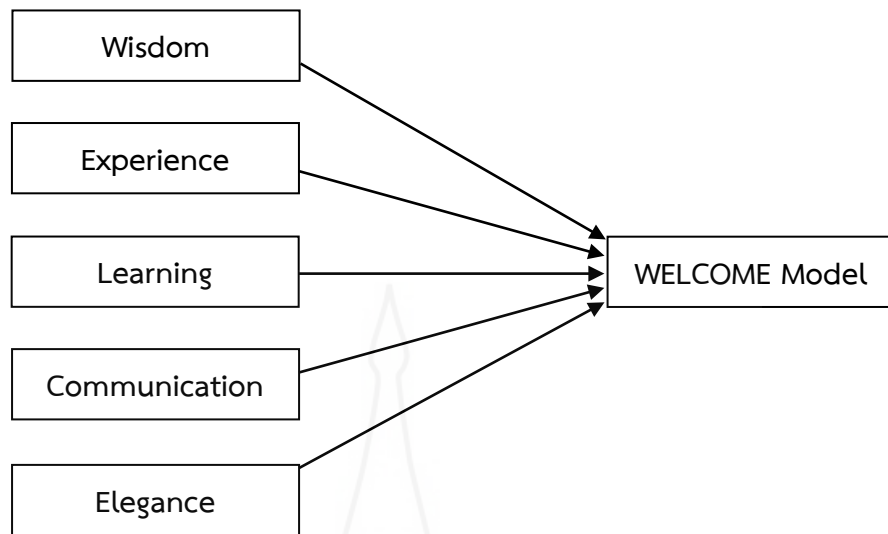 Wisdom
Experience
Learning
WELCOME Model
Communication
Elegance